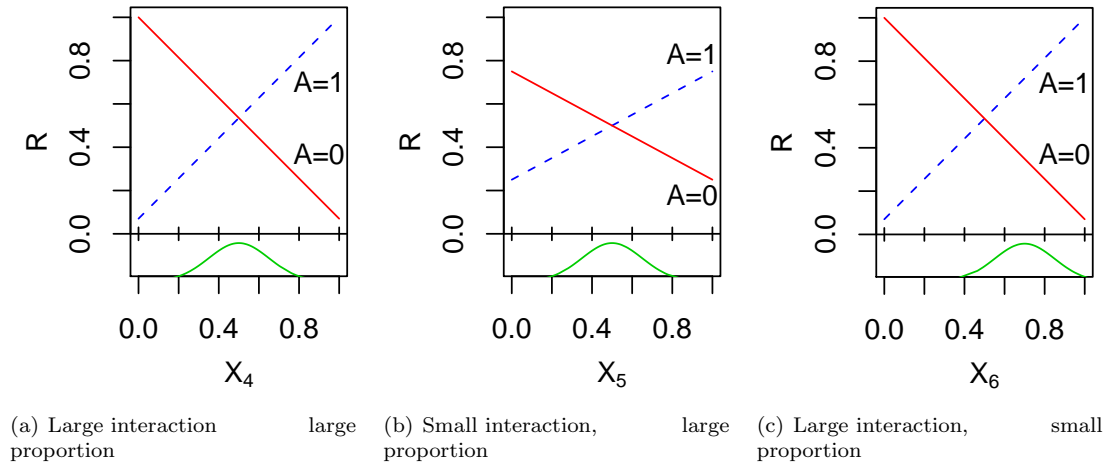 R
0.0 0.4 0.8
A=1
A=0
0.0 0.4 0.8
X4
(a) Large interaction large
proportion
R
0.0 0.4 0.8
A=1
A=0
0.0 0.4 0.8
X5
(b) Small interaction, large
proportion
R
0.0 0.4 0.8
A=1
A=0
0.0 0.4 0.8
X6
(c) Large interaction, small
proportion